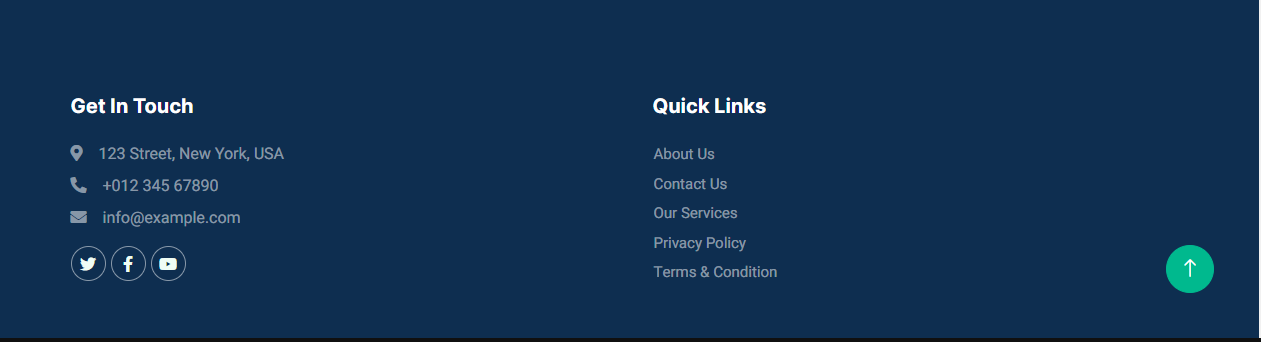 Get In Touch
123 Street, New York, USA
+012 345 67890
info@example.com
Quick Links
About Us
Contact Us
Our Services
Privacy Policy
Terms & Condition